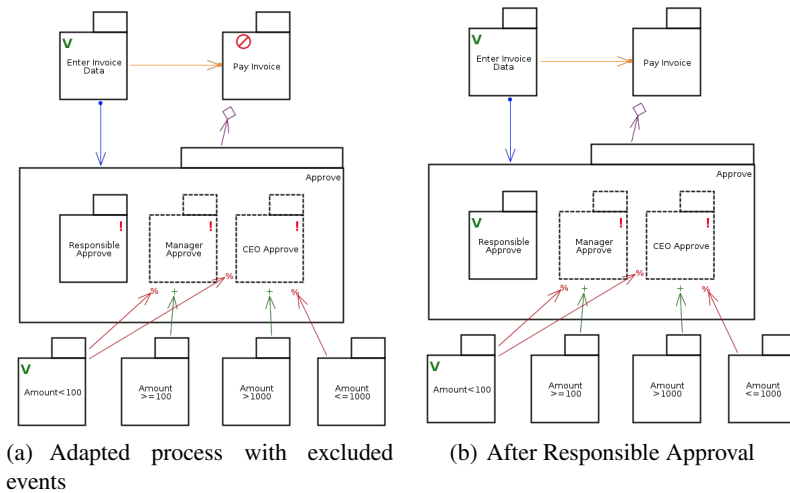 V
Enter Invoice
Data
Pay Invoice
Approve
Responsible
Approve
!
Manager
Approve
!
CEO Approve
!
%
+
%
+
%
V
Amount<100
Amount
>=100
Amount
>1000
Amount
<=1000
(a) Adapted process with excluded
events
V
Enter Invoice
Data
Pay Invoice
Approve
V
Responsible
Approve
Manager
Approve
!
CEO Approve
!
%
+
%
+
%
V
Amount<100
Amount
>=100
Amount
>1000
Amount
<=1000
(b) After Responsible Approval